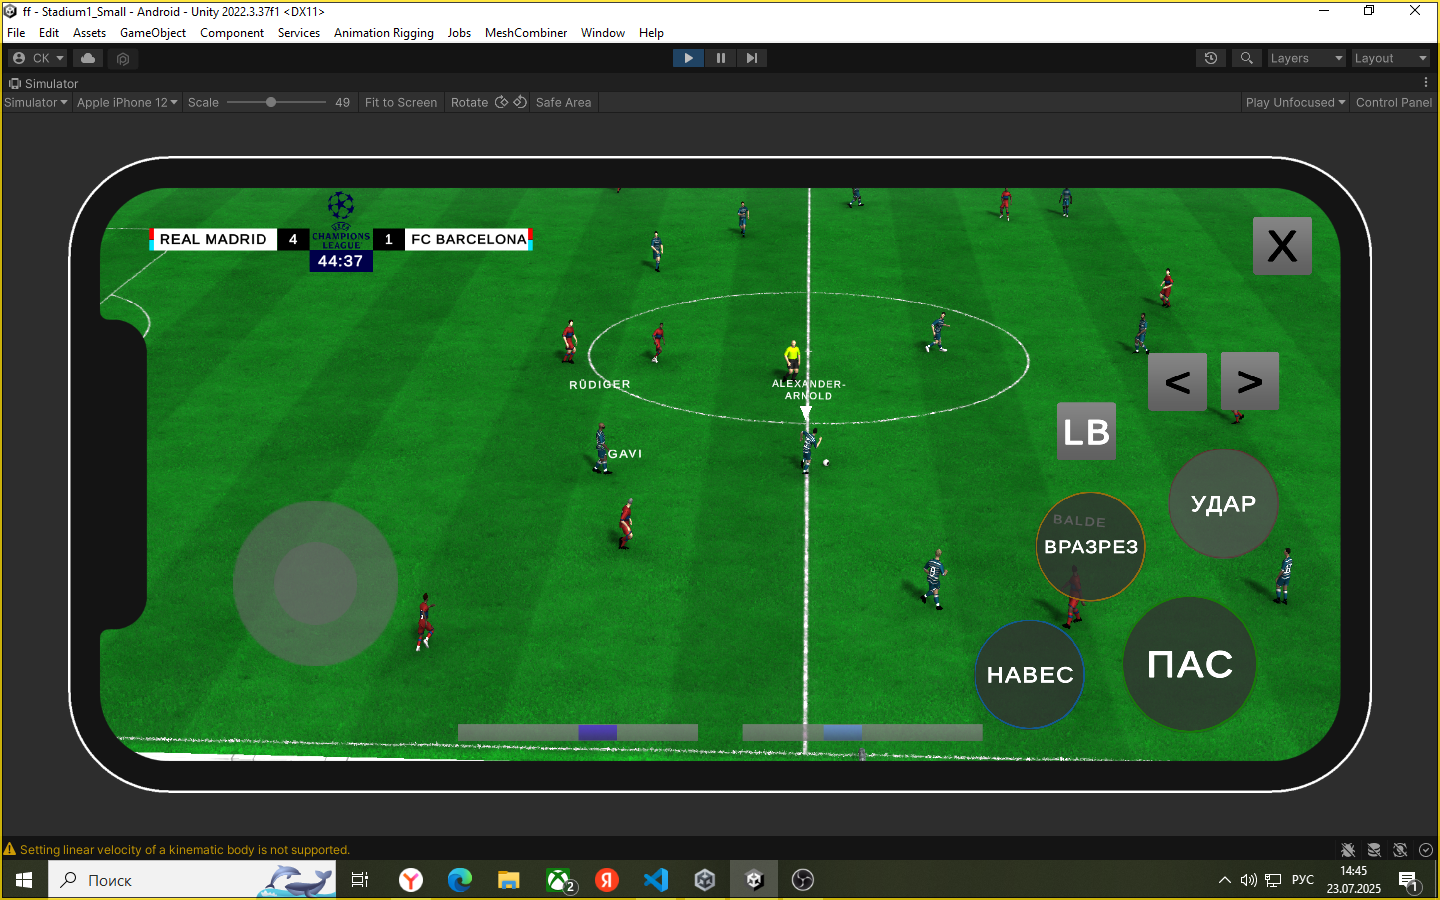 ff - Stadium1_Small - Android - Unity 2022.3.37f1 <DX11>
File Edit Assets GameObject Component Services Animation Rigging Jobs MeshCombiner Window Help
CK
Layers Layout
Simulator
Simulator Apple iPhone 12 Scale 49 Fit to Screen Rotate Safe Area Play Unfocused Control Panel
UEFA
CHAMPIONS
LEAGUE
REAL MADRID 4 1 FC BARCELONA
44:37
X
< >
RÜDIGER
ALEXANDER-
ARNOLD
LB
GAVI
УДАР
BALDE
ВРАЗРЕЗ
9
НАВЕС
ПАС
Setting linear velocity of a kinematic body is not supported.
Поиск
2
Я
РУС
14:45
23.07.2025
1